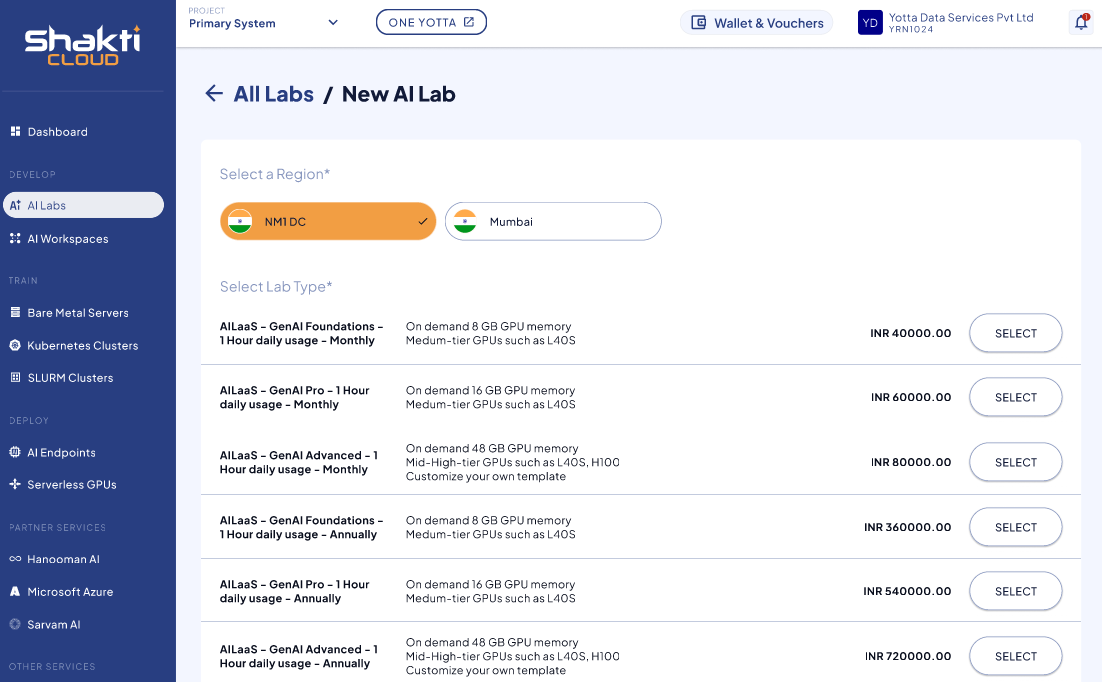 Shakti
CLOUD
PROJECT
Primary System
ONE YOTTA
Wallet & Vouchers
YD
Yotta Data Services Pvt Ltd
YRN1024
1
Dashboard
DEVELOP
AI Labs
AI Workspaces
TRAIN
Bare Metal Servers
Kubernetes Clusters
SLURM Clusters
DEPLOY
AI Endpoints
Serverless GPUs
PARTNER SERVICES
Hanooman AI
Microsoft Azure
Sarvam AI
OTHER SERVICES
All Labs / New AI Lab
Select a Region*
NM1 DC
Mumbai
Select Lab Type*
AILaaS - GenAI Foundations -
1 Hour daily usage - Monthly
On demand 8 GB GPU memory
Medum-tier GPUs such as L40S
INR 40000.00
SELECT
AILaaS - GenAI Pro - 1 Hour
daily usage - Monthly
On demand 16 GB GPU memory
Medum-tier GPUs such as L40S
INR 60000.00
SELECT
AILaaS - GenAI Advanced - 1
Hour daily usage - Monthly
On demand 48 GB GPU memory
Mid-High-tier GPUs such as L40S, H100
Customize your own template
INR 80000.00
SELECT
AILaaS - GenAI Foundations -
1 Hour daily usage - Annually
On demand 8 GB GPU memory
Medum-tier GPUs such as L40S
INR 360000.00
SELECT
AILaaS - GenAI Pro - 1 Hour
daily usage - Annually
On demand 16 GB GPU memory
Medum-tier GPUs such as L40S
INR 540000.00
SELECT
AILaaS - GenAI Advanced - 1
Hour daily usage - Annually
On demand 48 GB GPU memory
Mid-High-tier GPUs such as L40S, H100
Customize your own template
INR 720000.00
SELECT